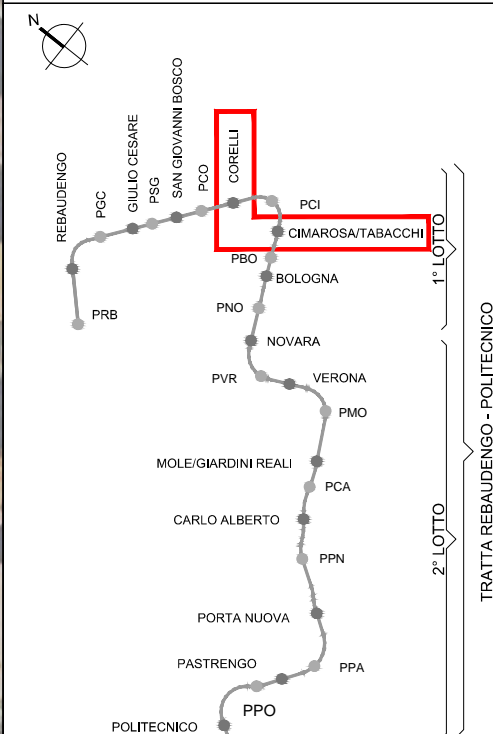 N
REBAUDENGO
PGC
GIULIO CESARE
PSG
SAN GIOVANNI BOSCO
PCO
CORELLI
PCI
CIMAROSA/TABACCHI
PBO
BOLOGNA
PNO
PRB
NOVARA
PVR
VERONA
PMO
MOLE/GIARDINI REALI
PCA
CARLO ALBERTO
PPN
PORTA NUOVA
PASTRENGO
PPA
PPO
POLITECNICO
1° LOTTO
2° LOTTO
TRATTA REBAUDENGO - POLITECNICO